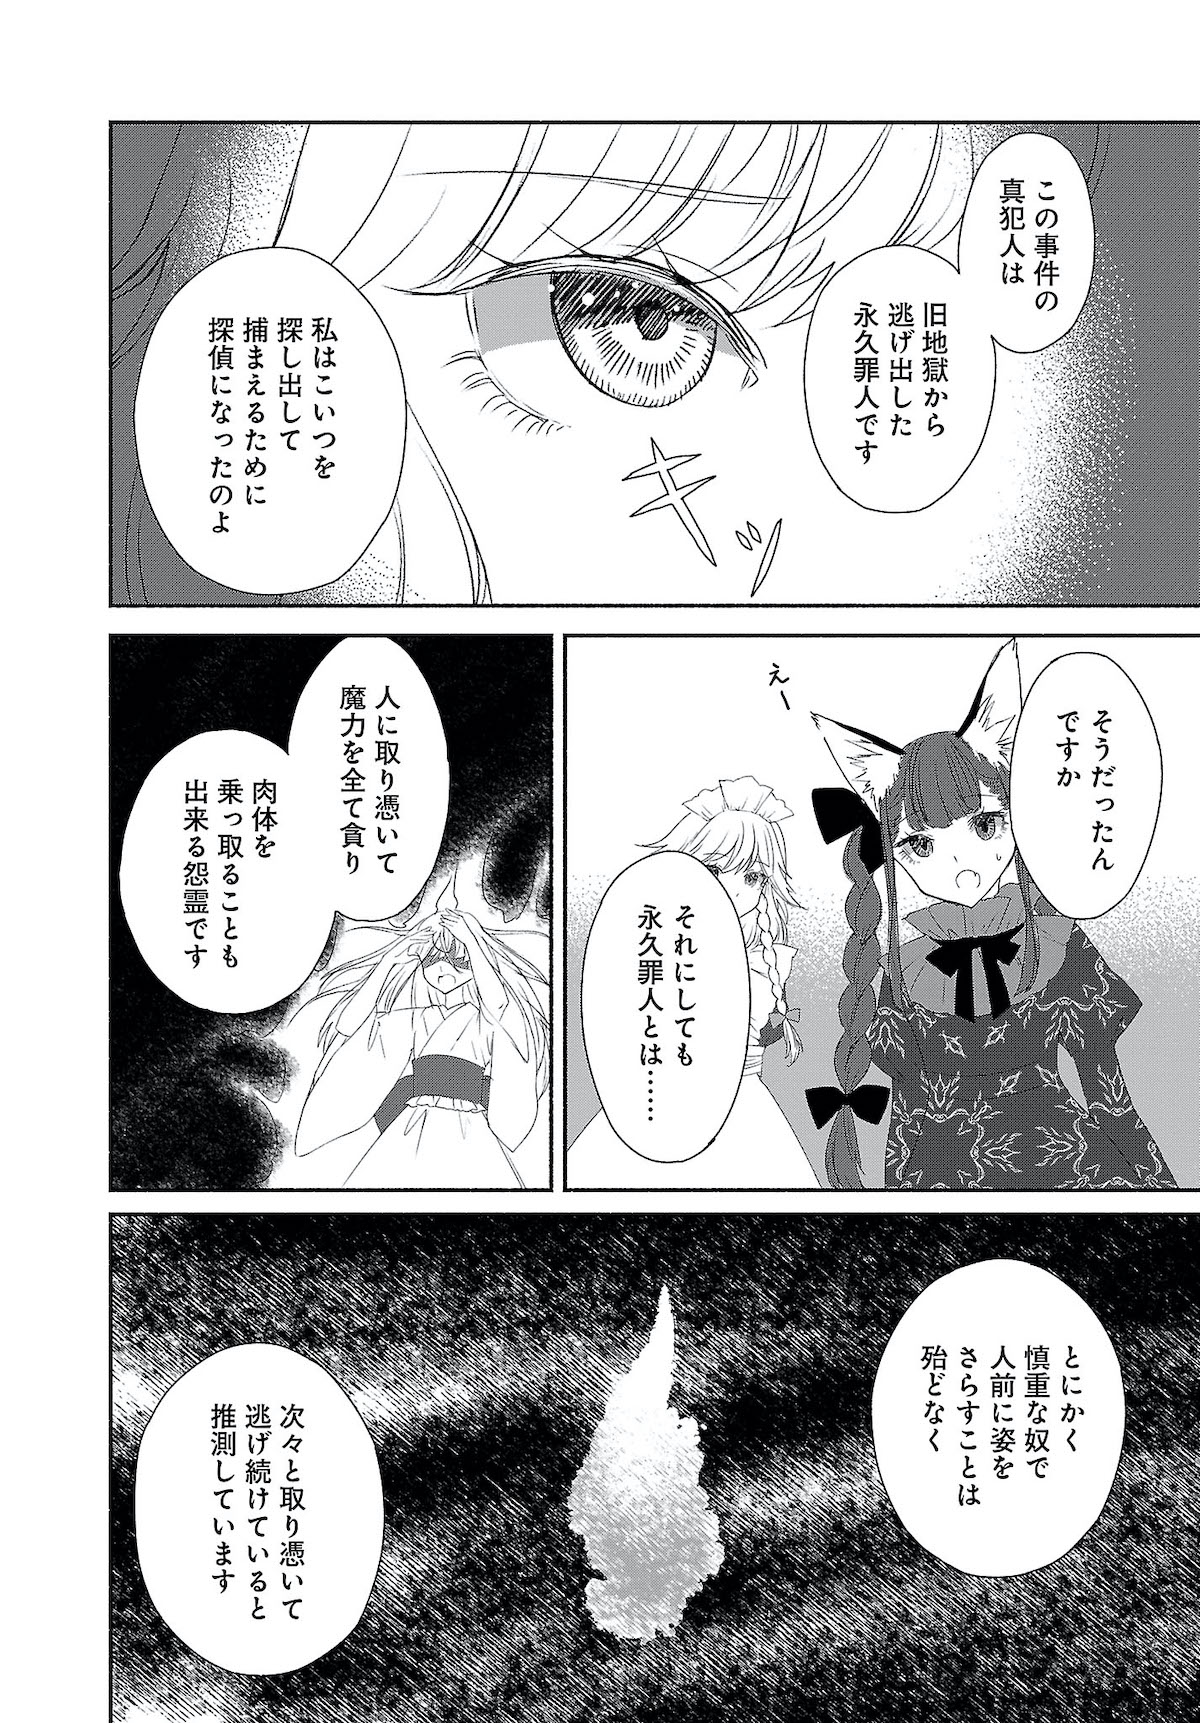 この事件の
真犯人は
旧地獄から
逃げ出した
永久罪人です
私はこいつを
探し出して
捕まえるために
探偵になったのよ
キッ
そうだったん
ですか
えー
それにしても
永久罪人とは……
人に取り憑いて
魔力を全て貪り
肉体を
乗っ取ることも
出来る怨霊です
とにかく
慎重な奴で
人前に姿を
さらすことは
殆どなく
次々と取り憑いて
逃げ続けていると
推測しています